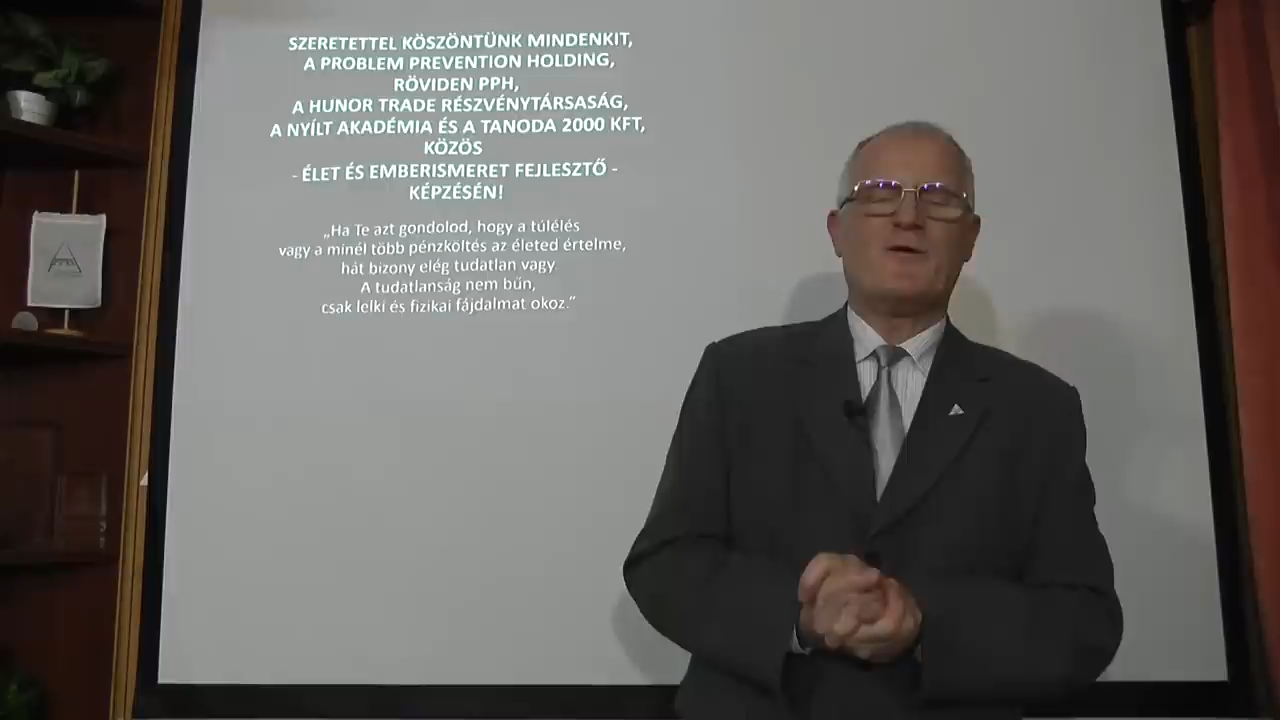 SZERETETTEL KÖSZÖNTÜNK MINDENKIT,
A PROBLEM PREVENTION HOLDING,
RÖVIDEN PPH,
A HUNOR TRADE RÉSZVÉNYTÁRSASÁG,
A NYÍLT AKADÉMIA ÉS A TANODA 2000 KFT,
KÖZÖS
- ÉLET ÉS EMBERISMERET FEJLESZTŐ -
KÉPZÉSÉN!
„Ha Te azt gondolod, hogy a túlélés
vagy a minél több pénzköltés az életed értelme,
hát bizony elég tudatlan vagy.
A tudatlanság nem bűn,
csak lelki és fizikai fájdalmat okoz.”